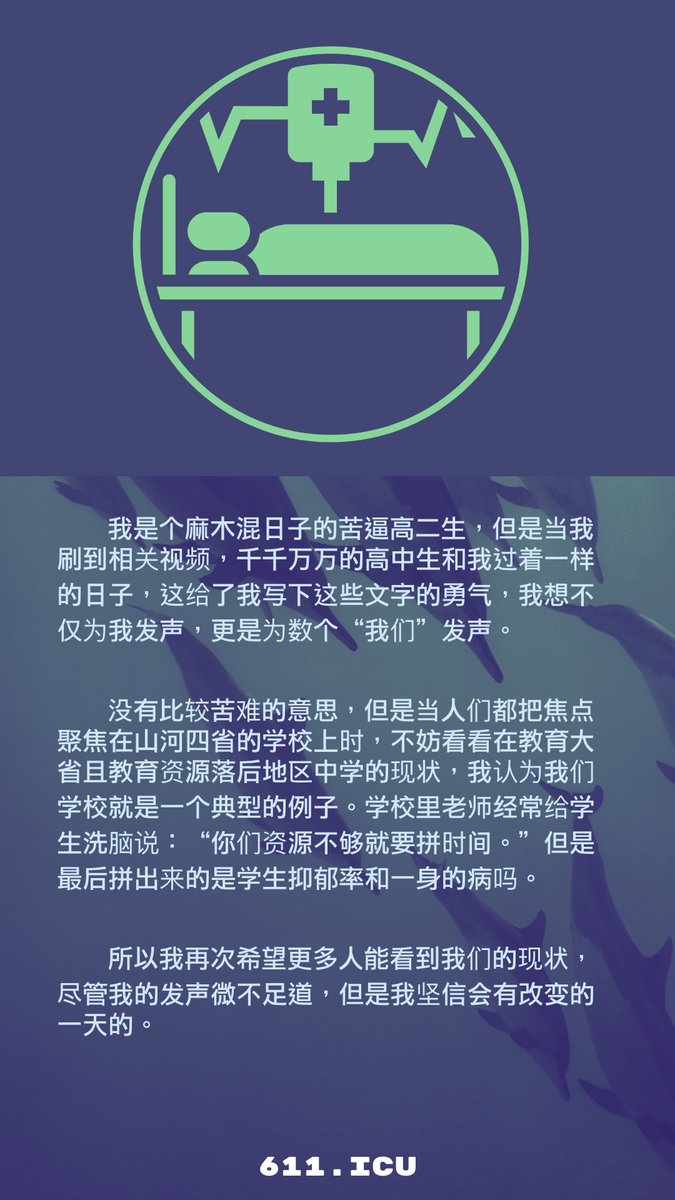 我是个麻木混日子的苦逼高二生，但是当我
刷到相关视频，千千万万的高中生和我过着一样
的日子，这给了我写下这些文字的勇气，我想不
仅为我发声，更是为数个“我们”发声。
没有比较苦难的意思，但是当人们都把焦点
聚焦在山河四省的学校上时，不妨看看在教育大
省且教育资源落后地区中学的现状，我认为我们
学校就是一个典型的例子。学校里老师经常给学
生洗脑说：“你们资源不够就要拼时间。”但是
最后拼出来的是学生抑郁率和一身的病吗。
所以我再次希望更多人能看到我们的现状，
尽管我的发声微不足道，但是我坚信会有改变的
一天的。
611.ICU